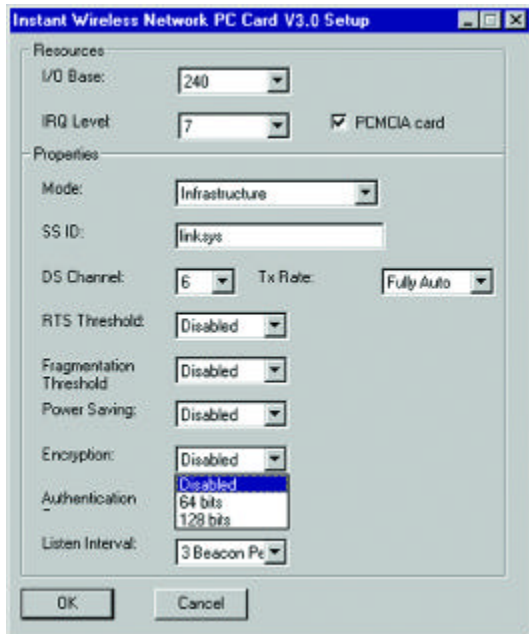 Instant Wireless Network PC Card V3.0 Setup
Resources
I/O Base: 240
IRQ Level: 7 PCMCIA card
Properties
Mode: Infrastructure
SS ID: linksys
DS Channel: 6 Tx Rate: Fully Auto
RTS Threshold: Disabled
Fragmentation
Threshold Disabled
Power Saving: Disabled
Encryption: Disabled
Disabled
64 bits
128 bits
Authentication
Listen Interval: 3 Beacon Pe
OK Cancel